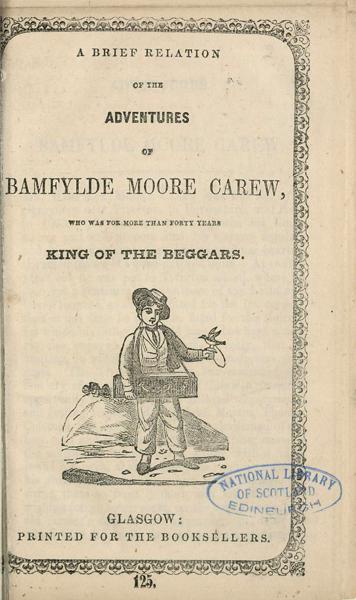 A BRIEF RELATION
OF THE
ADVENTURES
OF
BAMFYLDE MOORE CAREW,
WHO WAS FOR MORE THAN FORTY YEARS
KING OF THE BEGGARS.
NATIONAL LIBRARY
OF SCOTLAND
EDINBURGH
GLASGOW:
PRINTED FOR THE BOOKSELLERS.
125.